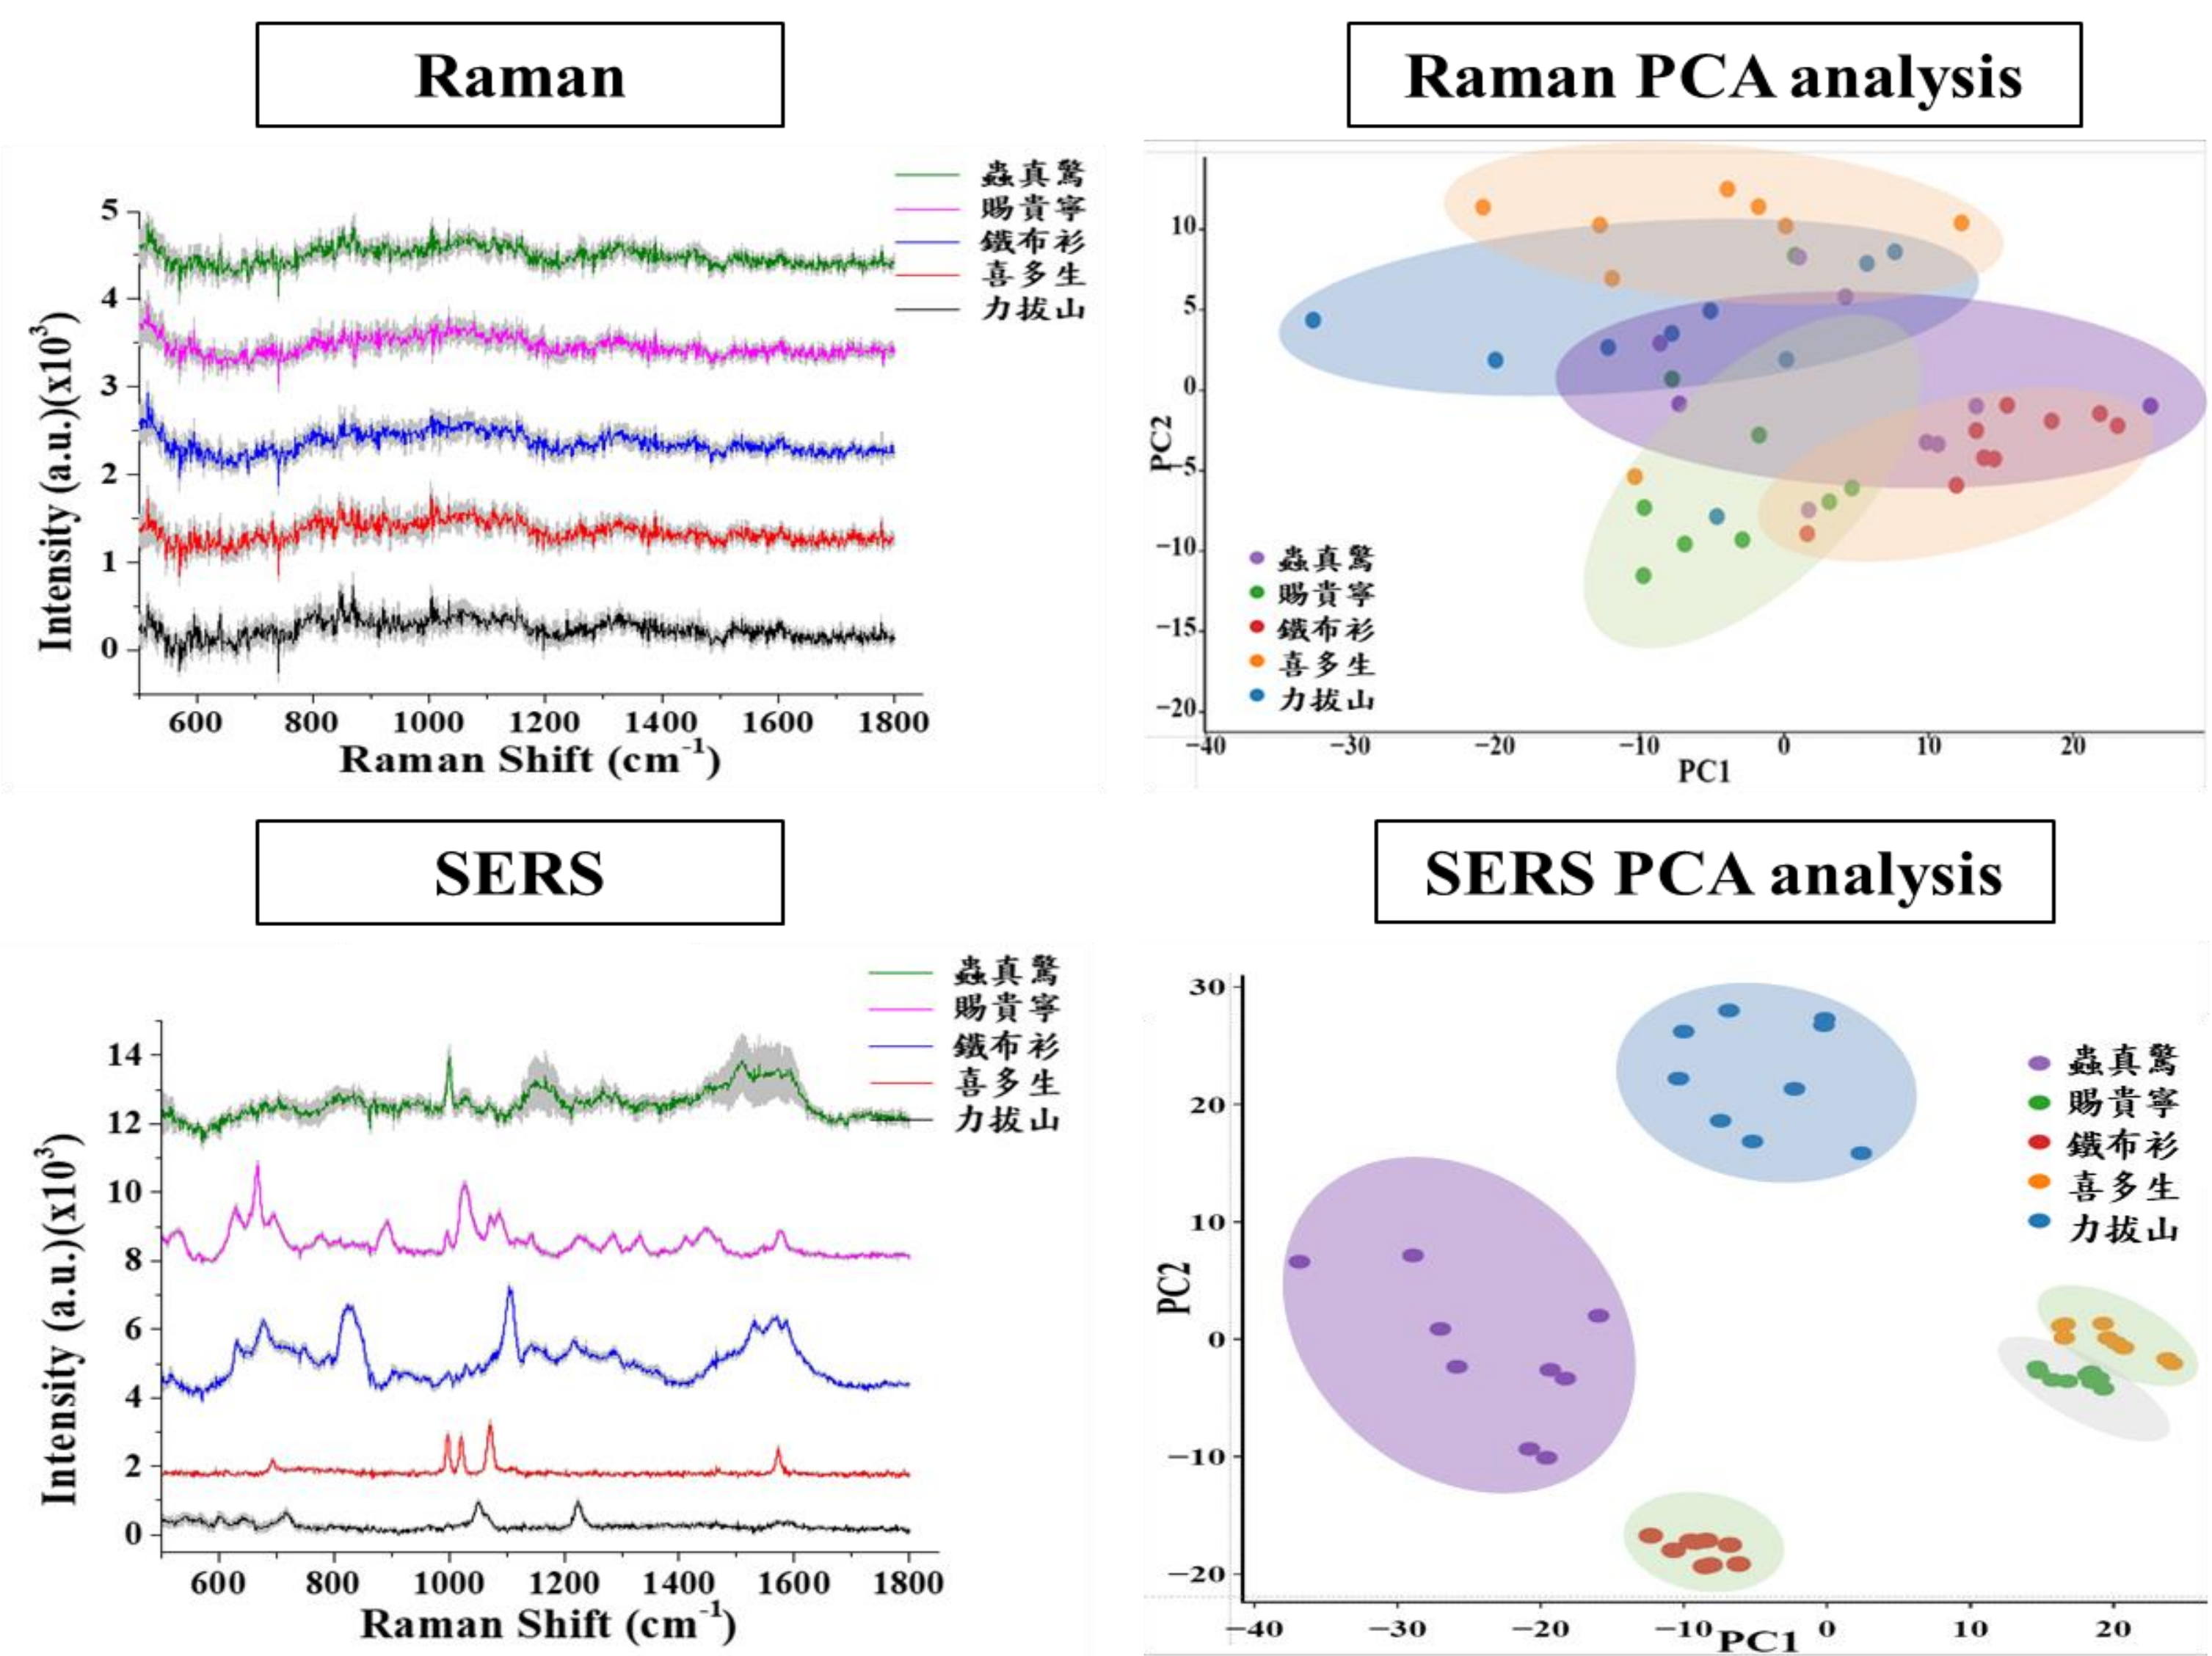 Raman
Raman PCA analysis
蟲真驚
賜貴寧
鐵布衫
喜多生
力拔山
5
4
3
2
1
0
Intensity (a.u.)(x10³)
600 800 1000 1200 1400 1600 1800
Raman Shift (cm⁻¹)
10
5
0
−5
−10
−15
−20
PC2
蟲真驚
賜貴寧
鐵布衫
喜多生
力拔山
−40 −30 −20 −10 0 10 20
PC1
SERS
SERS PCA analysis
蟲真驚
賜貴寧
鐵布衫
喜多生
力拔山
14
12
10
8
6
4
2
0
Intensity (a.u.)(x10³)
600 800 1000 1200 1400 1600 1800
Raman Shift (cm⁻¹)
30
20
10
0
−10
−20
PC2
蟲真驚
賜貴寧
鐵布衫
喜多生
力拔山
−40 −30 −20 −10 0 10 20
PC1